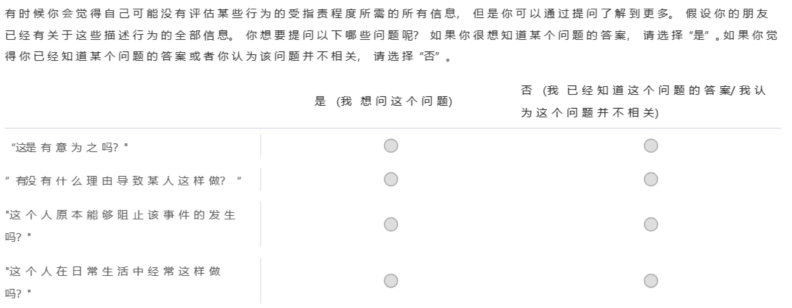 有时候你会觉得自己可能没有评估某些行为的受指责程度所需的所有信息， 但是你可以通过提问了解到更多。 假设你的朋友
已经有关于这些描述行为的全部信息。 你想要提问以下哪些问题呢？ 如果你很想知道某个问题的答案， 请选择 “是” 。如果你觉
得你已经知道某个问题的答案或者你认为该问题并不相关， 请选择 “否” 。
是 (我 想问这个问题)
否 (我 已经知道这个问题的答案/ 我认
为这个问题并不相关)
“这是有意为之吗？"
" 有没有什么理由导致某人这样做？ “
"这个人原本能够阻止该事件的发生
吗？"
"这个人在日常生活中经常这样做
吗？"